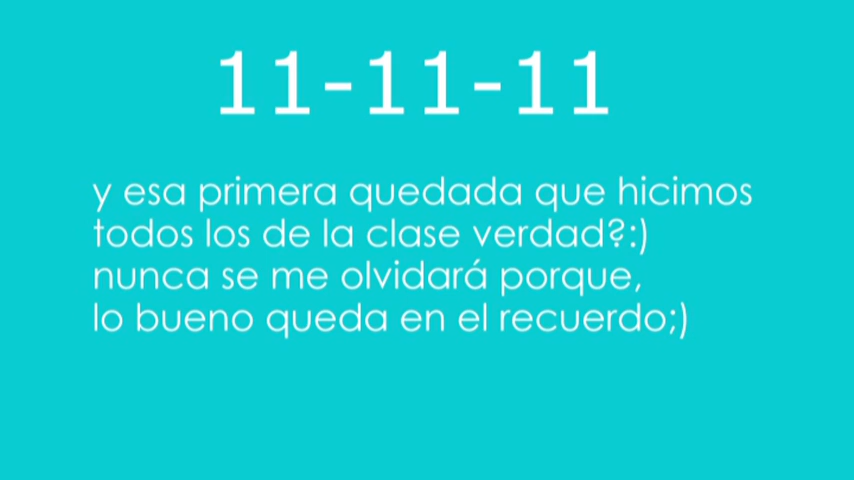 11-11-11
y esa primera quedada que hicimos
todos los de la clase verdad?:)
nunca se me olvidará porque,
lo bueno queda en el recuerdo;)